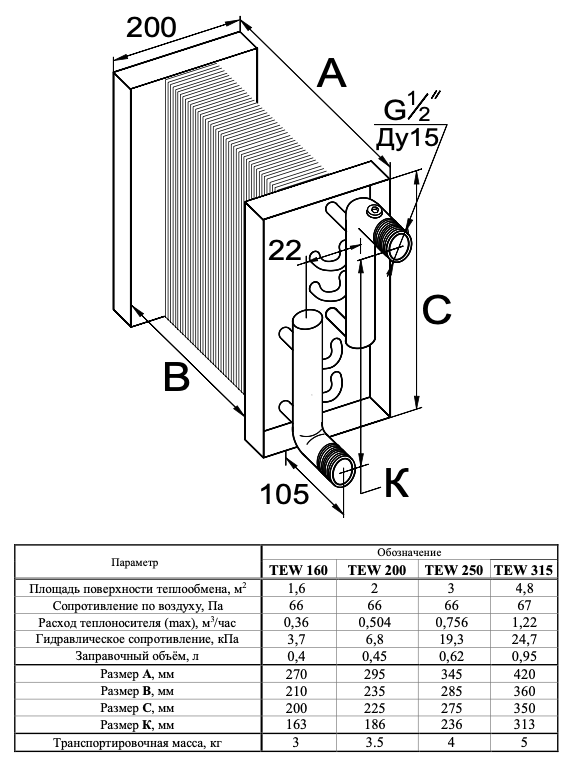 200
A
G½"
Ду15
22
C
B
K
105
Параметр
Обозначение
TEW 160 TEW 200 TEW 250 TEW 315
Площадь поверхности теплообмена, м² 1,6 2 3 4,8
Сопротивление по воздуху, Па 66 66 66 67
Расход теплоносителя (max), м³/час 0,36 0,504 0,756 1,22
Гидравлическое сопротивление, кПа 3,7 6,8 19,3 24,7
Заправочный объём, л 0,4 0,45 0,62 0,95
Размер А, мм 270 295 345 420
Размер В, мм 210 235 285 360
Размер С, мм 200 225 275 350
Размер К, мм 163 186 236 313
Транспортировочная масса, кг 3 3.5 4 5